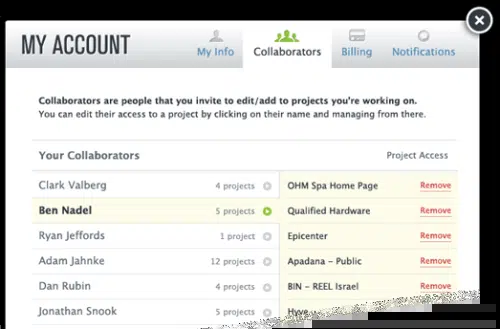 MY ACCOUNT
My Info
Collaborators
Billing
Notifications
Collaborators are people that you invite to edit/add to projects you're working on.
You can edit their access to a project by clicking on their name and managing from there.
Your Collaborators
Project Access
Clark Valberg 4 projects OHM Spa Home Page Remove
Ben Nadel 5 projects Qualified Hardware Remove
Ryan Jeffords 1 project Epicenter Remove
Adam Jahnke 12 projects Apadana - Public Remove
Dan Rubin 4 projects BIN - REEL Israel Remove
Jonathan Snook 5 projects Hyve